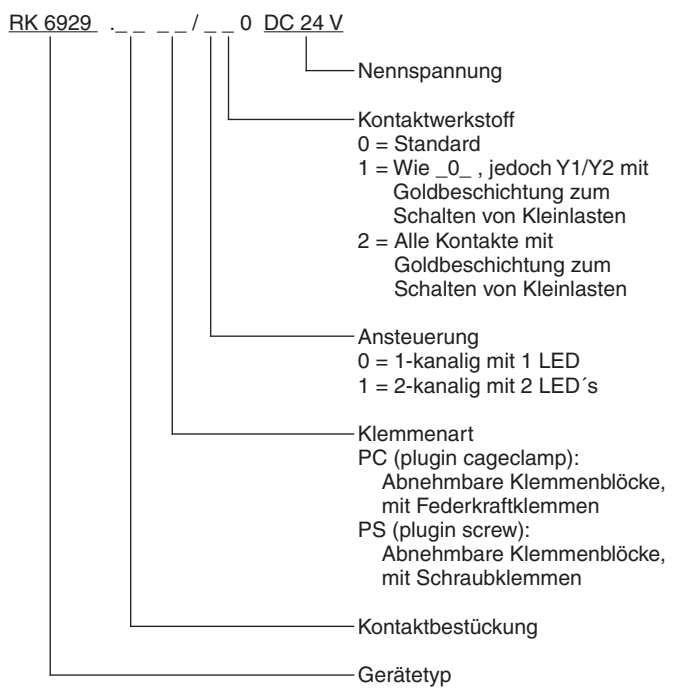 RK 6929 ._ _ _ _ / _ _ 0 DC 24 V
Nennspannung
Kontaktwerkstoff
0 = Standard
1 = Wie _0_ , jedoch Y1/Y2 mit
Goldbeschichtung zum
Schalten von Kleinlasten
2 = Alle Kontakte mit
Goldbeschichtung zum
Schalten von Kleinlasten
Ansteuerung
0 = 1-kanalig mit 1 LED
1 = 2-kanalig mit 2 LED´s
Klemmenart
PC (plugin cageclamp):
Abnehmbare Klemmenblöcke,
mit Federkraftklemmen
PS (plugin screw):
Abnehmbare Klemmenblöcke,
mit Schraubklemmen
Kontaktbestückung
Gerätetyp